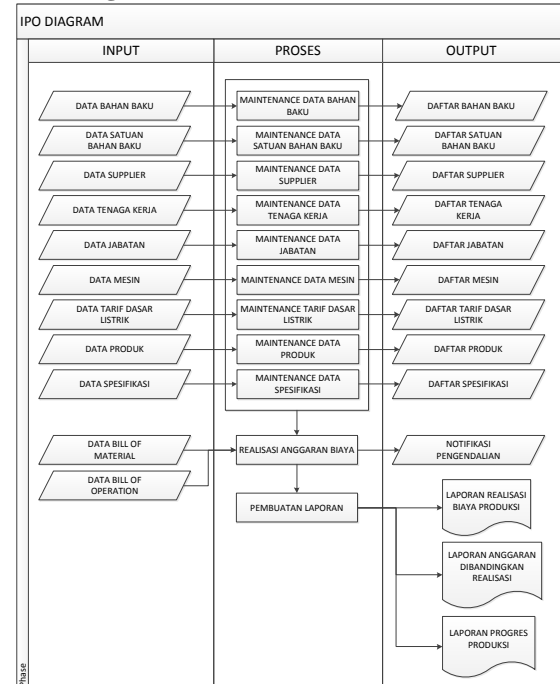 IPO DIAGRAM
INPUT
PROSES
OUTPUT
DATA BAHAN BAKU
MAINTENANCE DATA BAHAN
BAKU
DAFTAR BAHAN BAKU
DATA SATUAN
BAHAN BAKU
MAINTENANCE DATA
SATUAN BAHAN BAKU
DAFTAR SATUAN
BAHAN BAKU
DATA SUPPLIER
MAINTENANCE DATA
SUPPLIER
DAFTAR SUPPLIER
DATA TENAGA KERJA
MAINTENANCE DATA
TENAGA KERJA
DAFTAR TENAGA
KERJA
DATA JABATAN
MAINTENANCE DATA
JABATAN
DAFTAR JABATAN
DATA MESIN
MAINTENANCE DATA MESIN
DAFTAR MESIN
DATA TARIF DASAR
LISTRIK
MAINTENANCE TARIF DASAR
LISTRIK
DAFTAR TARIF DASAR
LISTRIK
DATA PRODUK
MAINTENANCE DATA
PRODUK
DAFTAR PRODUK
DATA SPESIFIKASI
MAINTENANCE DATA
SPESIFIKASI
DAFTAR SPESIFIKASI
DATA BILL OF
MATERIAL
REALISASI ANGGARAN BIAYA
NOTIFIKASI
PENGENDALIAN
DATA BILL OF
OPERATION
PEMBUATAN LAPORAN
LAPORAN REALISASI
BIAYA PRODUKSI
LAPORAN ANGGARAN
DIBANDINGKAN
REALISASI
LAPORAN PROGRES
PRODUKSI
Phase